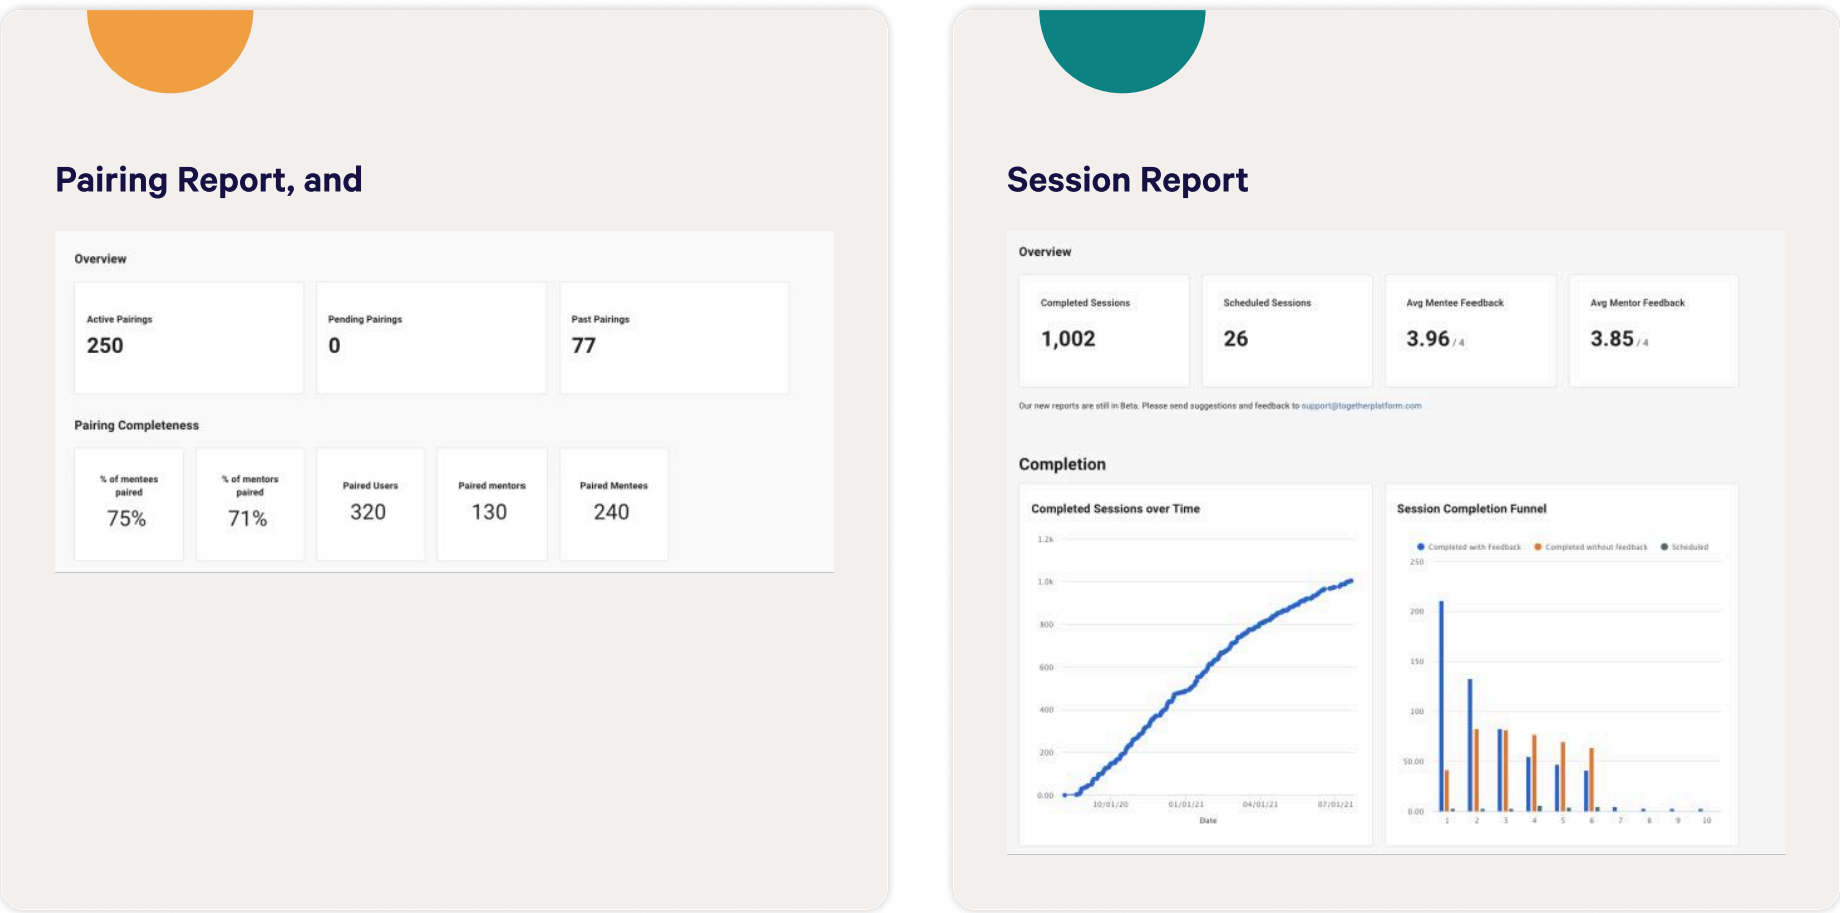 Pairing Report, and
Overview
Active Pairings
250
Pending Pairings
0
Past Pairings
77
Pairing Completeness
% of mentees
paired
75%
% of mentors
paired
71%
Paired Users
320
Paired mentors
130
Paired Mentees
240
Session Report
Overview
Completed Sessions
1,002
Scheduled Sessions
26
Avg Mentee Feedback
3.96 / 4
Avg Mentor Feedback
3.85 / 4
Our new reports are still in Beta. Please send suggestions and feedback to support@togetherplatform.com
Completion
Completed Sessions over Time
1.2k
1.0k
800
600
400
200
0.00
10/01/20 01/01/21 04/01/21 07/01/21
Date
Session Completion Funnel
Completed with Feedback Completed without feedback Scheduled
250
200
150
100
50.00
0.00
1 2 3 4 5 6 7 8 9 10